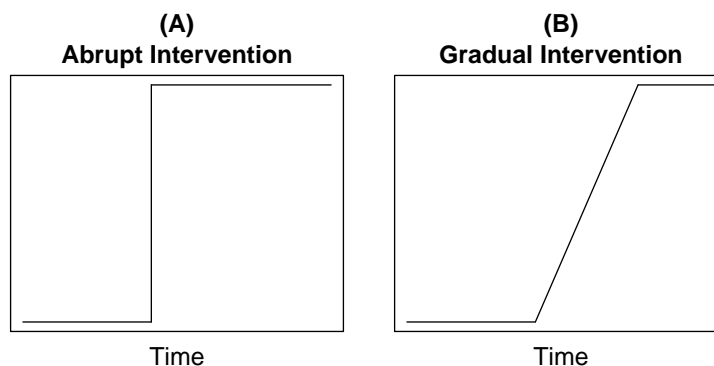 (A)
Abrupt Intervention
Time
(B)
Gradual Intervention
Time